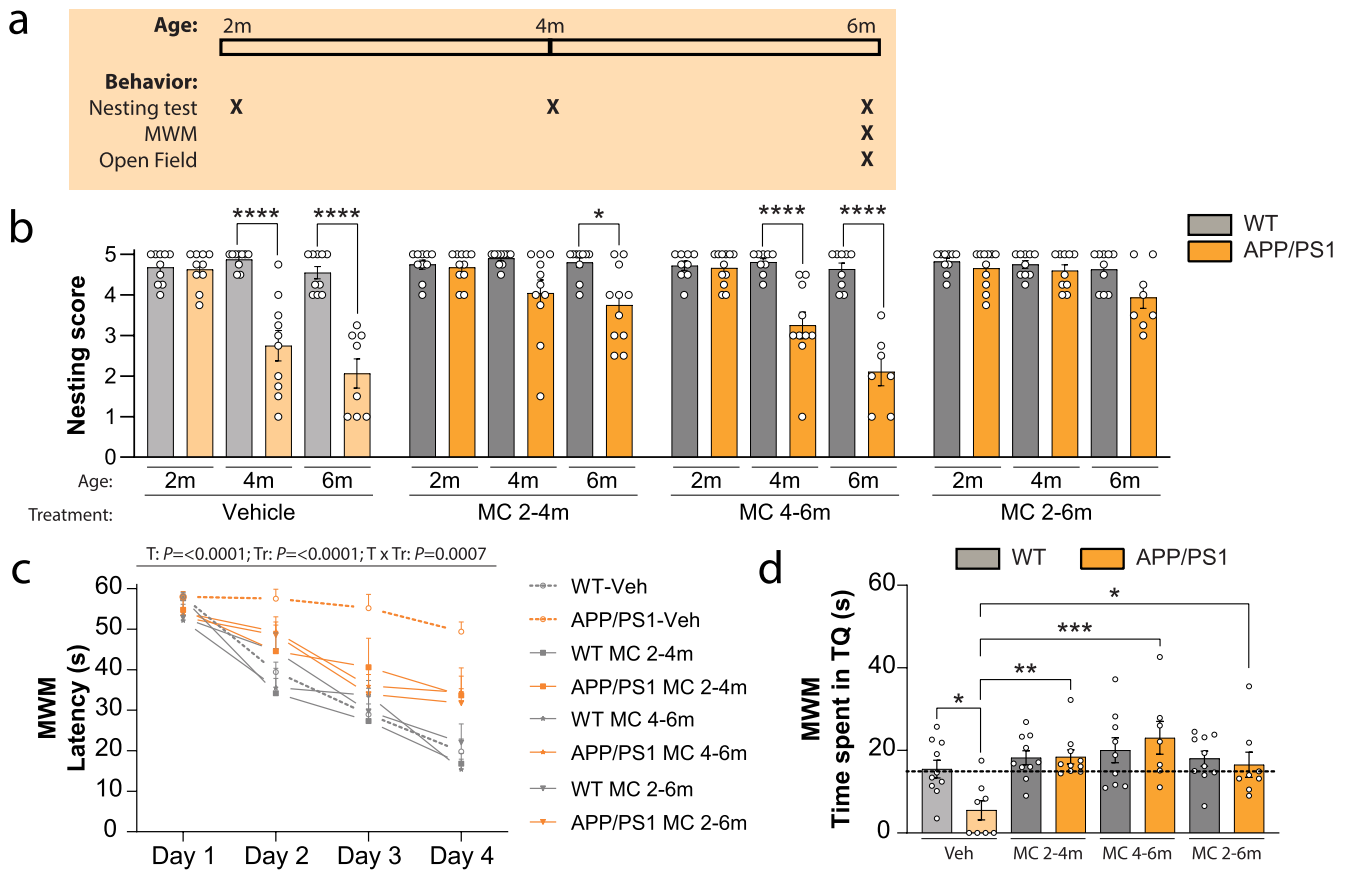 a
Age: 2m 4m 6m
Behavior:
Nesting test X X X
MWM X
Open Field X
b
**** **** * **** ****
WT
APP/PS1
Nesting score
5
4
3
2
1
0
Age: 2m 4m 6m 2m 4m 6m 2m 4m 6m 2m 4m 6m
Treatment: Vehicle MC 2-4m MC 4-6m MC 2-6m
c
T: P=<0.0001; Tr: P=<0.0001; T x Tr: P=0.0007
MWM
Latency (s)
60
50
40
30
20
10
0
Day 1 Day 2 Day 3 Day 4
WT-Veh
APP/PS1-Veh
WT MC 2-4m
APP/PS1 MC 2-4m
WT MC 4-6m
APP/PS1 MC 4-6m
WT MC 2-6m
APP/PS1 MC 2-6m
d
WT APP/PS1
MWM
Time spent in TQ (s)
60
40
20
0
*
***
**
*
Veh MC 2-4m MC 4-6m MC 2-6m